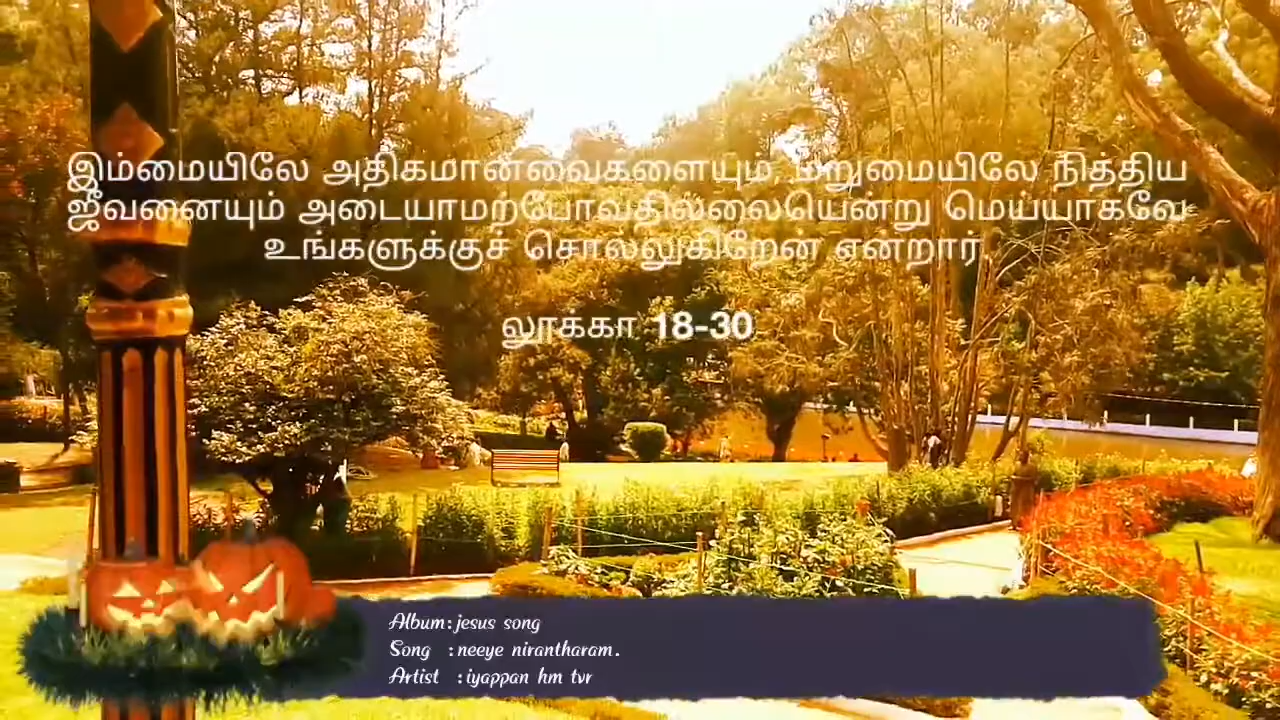 இம்மையிலே அதிகமானவைகளையும், மறுமையிலே நித்திய
ஜீவனையும் அடையாமற்போவதில்லையென்று மெய்யாகவே
உங்களுக்குச் சொல்லுகிறேன் என்றார்.
லூக்கா 18-30
Album:jesus song
Song :neeye nirantharam.
Artist :iyappan hm tvr